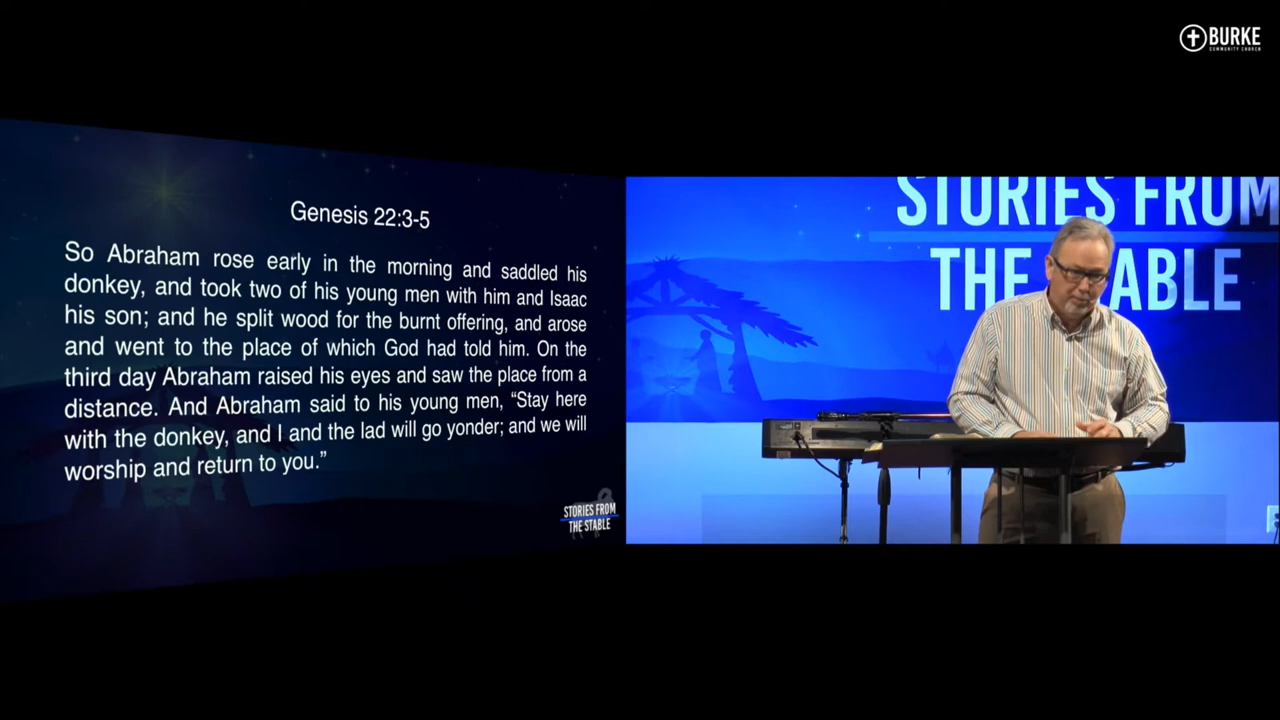 BURKE
COMMUNITY CHURCH
Genesis 22:3-5
So Abraham rose early in the morning and saddled his
donkey, and took two of his young men with him and Isaac
his son; and he split wood for the burnt offering, and arose
and went to the place of which God had told him. On the
third day Abraham raised his eyes and saw the place from a
distance. And Abraham said to his young men, “Stay here
with the donkey, and I and the lad will go yonder; and we will
worship and return to you.”
STORIES FROM
THE STABLE
STORIES FROM
THE ABLE